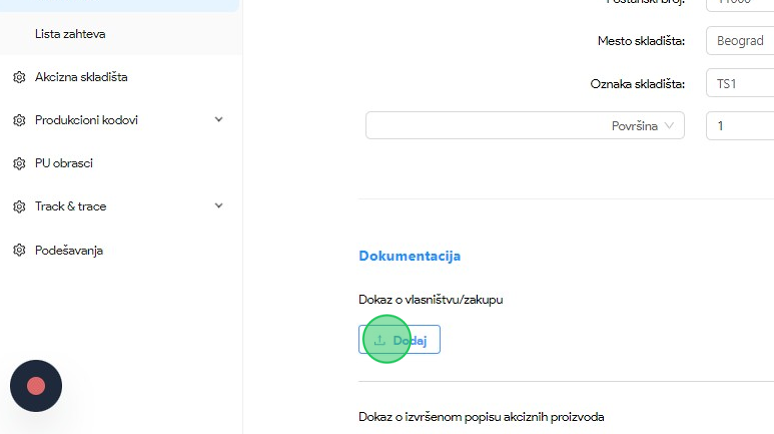 Lista zahteva
Akcizna skladišta
Produkcioni kodovi
PU obrasci
Track & trace
Podešavanja
Poštanski broj:
11000
Mesto skladišta:
Beograd
Oznaka skladišta:
TS1
Površina
1
Dokumentacija
Dokaz o vlasništvu/zakupu
Dodaj
Dokaz o izvršenom popisu akciznih proizvoda